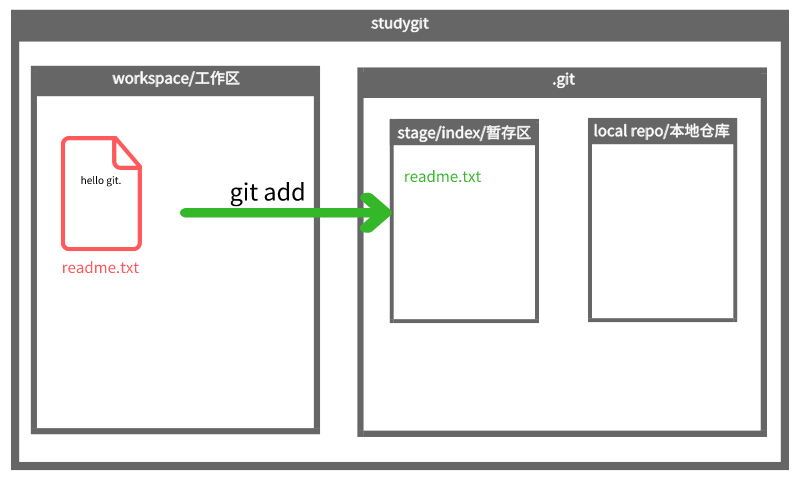 studygit
workspace/工作区
.git
stage/index/暂存区
local repo/本地仓库
hello git.
readme.txt
git add
readme.txt